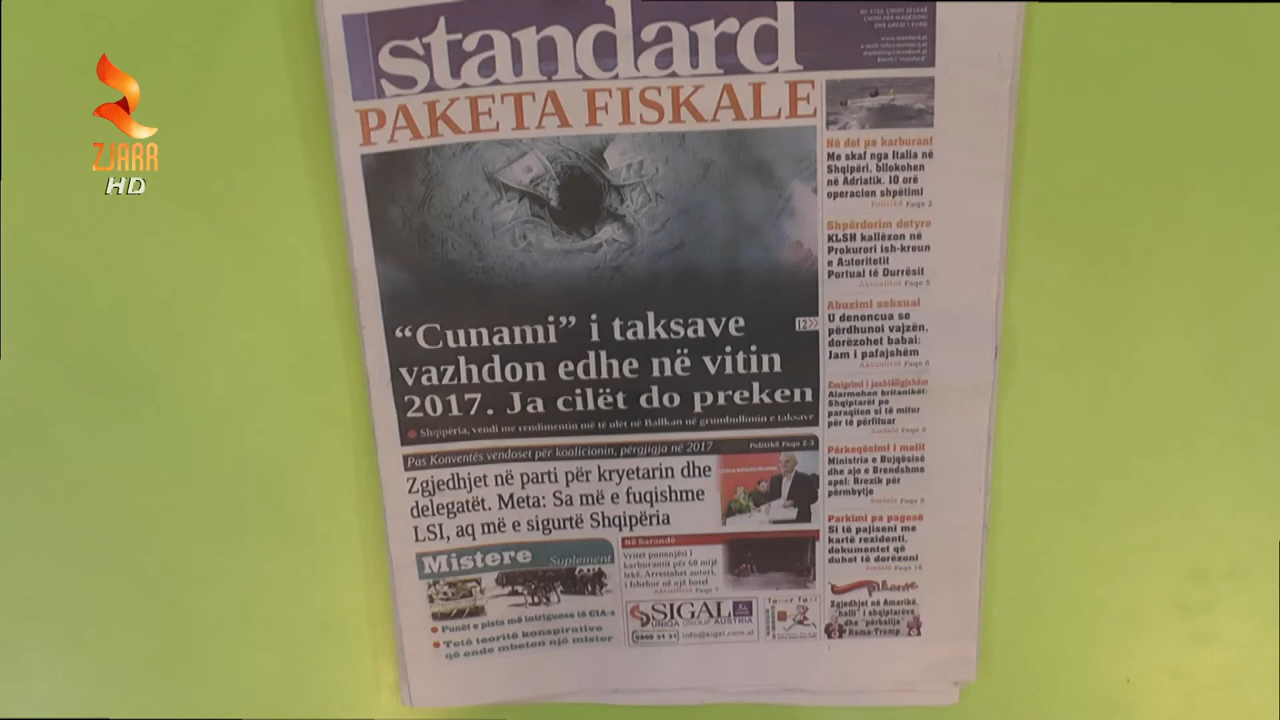 ZJARR
HD
standard
PAKETA FISKALE
"Cunami" i taksave
12
vazhdon edhe në vitin
2017. Ja cilët do preken
Shqipëria, vendi me rendimentin më të ulët në Ballkan në grumbullimin e taksave
Pas Konventës vendoset për koalicionin, përgjigja në 2017
Politikë Faqe 2-3
Zgjedhjet në parti për kryetarin dhe
delegatët. Meta: Sa më e fuqishme
LSI, aq më e sigurtë Shqipëria
Mistere
Suplement
Punët e pista më intriguese të CIA-s
Tetë teoritë konspirative
që ende mbeten një mister
Në Sarandë
Vritet punonjësi i
karburantit për 60 mijë
lekë. Arrestohet autori,
i fshehur në një hotel
Aktualitet Faqe 7
SIGAL
UNIQA GROUP AUSTRIA
info@sigal.com.al
Në det pa karburant
Me skaf nga Italia në
Shqipëri, bllokohen
në Adriatik. 10 orë
operacion shpëtimi
Politikë Faqe 2
Shpërdorim detyre
KLSH kallëzon në
Prokurori ish-kreun
e Autoritetit
Portual të Durrësit
Aktualitet Faqe 5
Abuzimi seksual
U denoncua se
përdhunoi vajzën,
dorëzohet babai:
Jam i pafajshëm
Aktualitet Faqe 6
Emigrimi i jashtëligjshëm
Alarmohen britanikët:
Shqiptarët po
paraqiten si të mitur
për të përfituar
Sociale Faqe 8
Përkeqësimi i motit
Ministria e Bujqësisë
dhe ajo e Brendshme
apel: Rrezik për
përmbytje
Sociale Faqe 9
Parkimi pa pagesë
Si të pajiseni me
kartë rezidenti,
dokumentet që
duhet të dorëzoni
Sociale Faqe 10
Zgjedhjet në Amerikë,
"halli" i shqiptarëve
dhe "përballja"
Rama-Trump